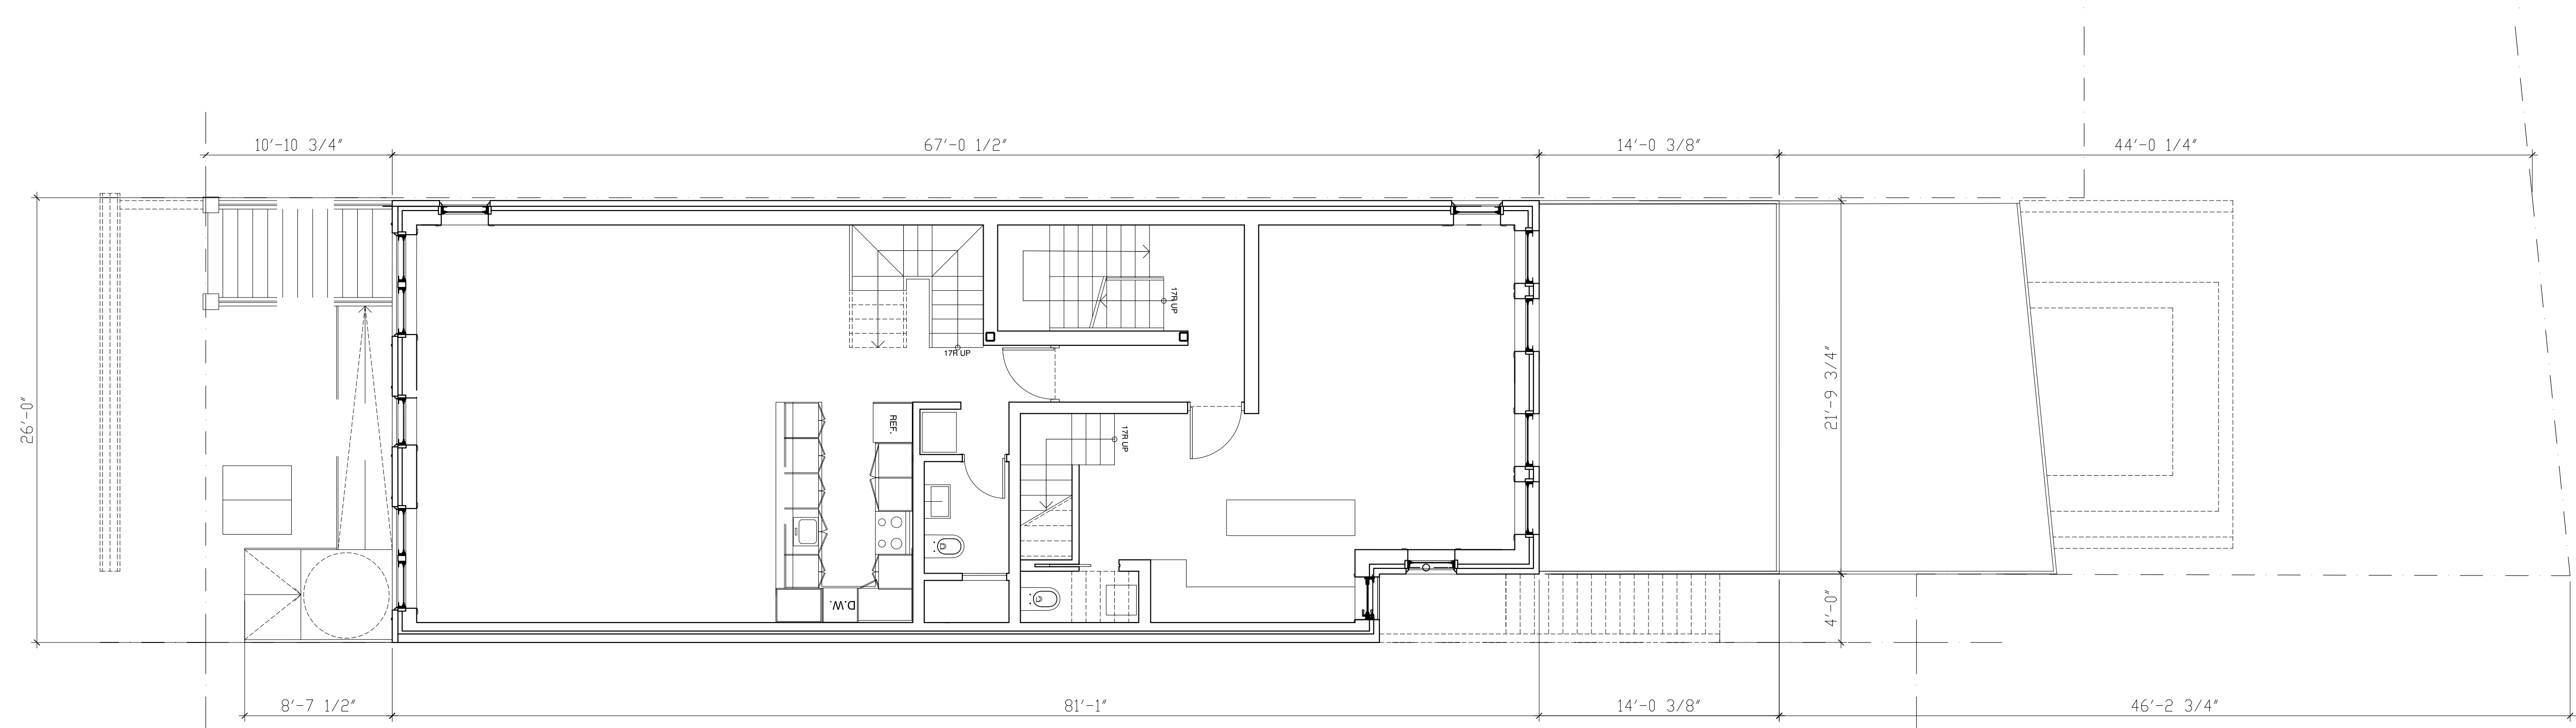 10'-10 3/4"
67'-0 1/2"
14'-0 3/8"
44'-0 1/4"
17R UP
17R UP
26'-0"
21'-9 3/4"
REF.
17R UP
D.W.
4'-0"
8'-7 1/2"
81'-1"
14'-0 3/8"
46'-2 3/4"